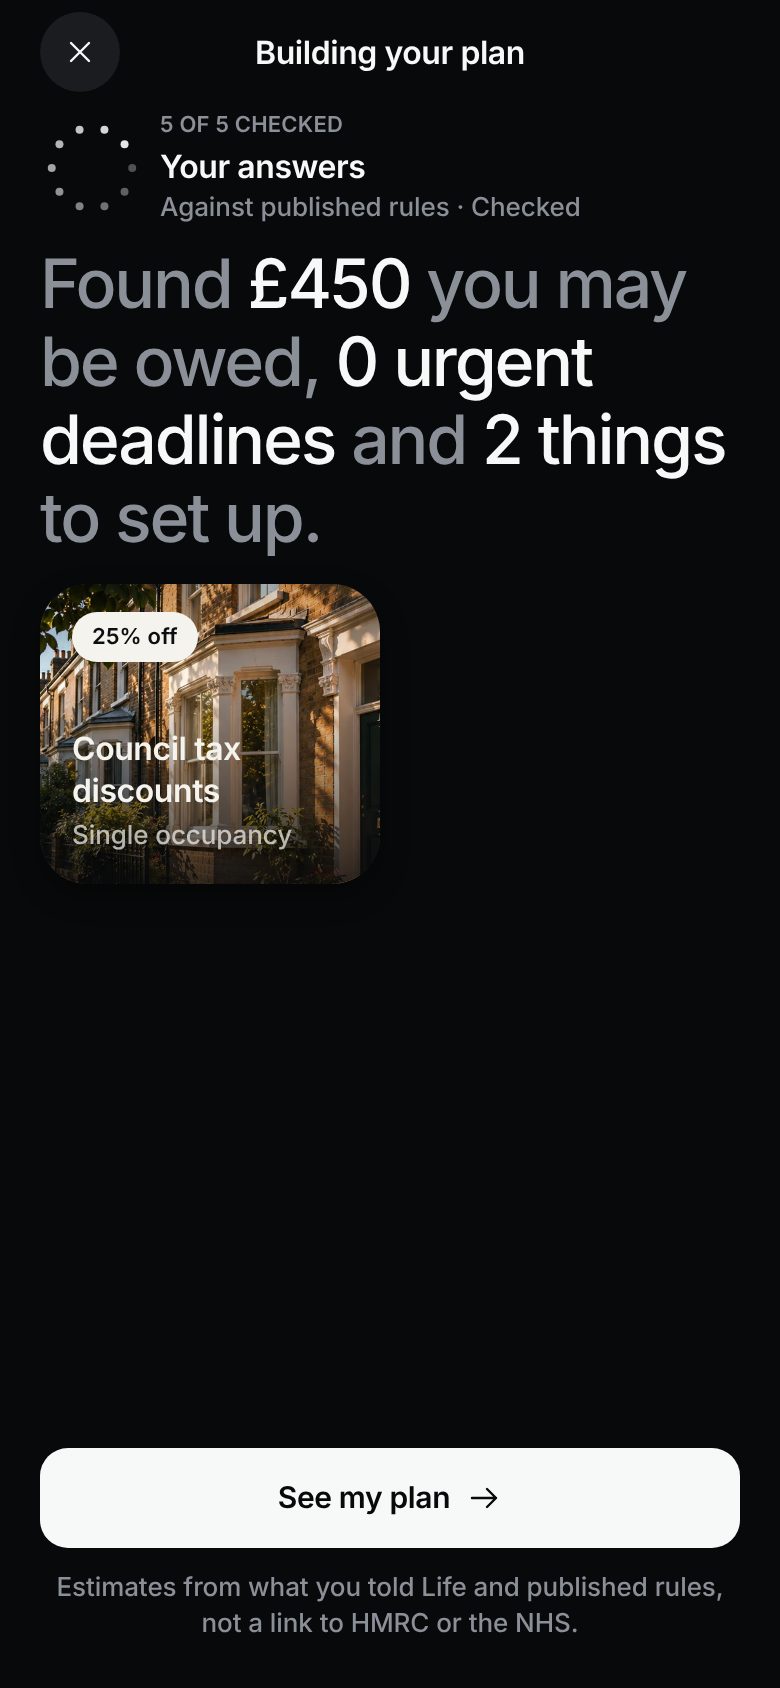 Building your plan
5 OF 5 CHECKED
Your answers
Against published rules · Checked
Found £450 you may
be owed, 0 urgent
deadlines and 2 things
to set up.
25% off
Council tax
discounts
Single occupancy
See my plan →
Estimates from what you told Life and published rules,
not a link to HMRC or the NHS.